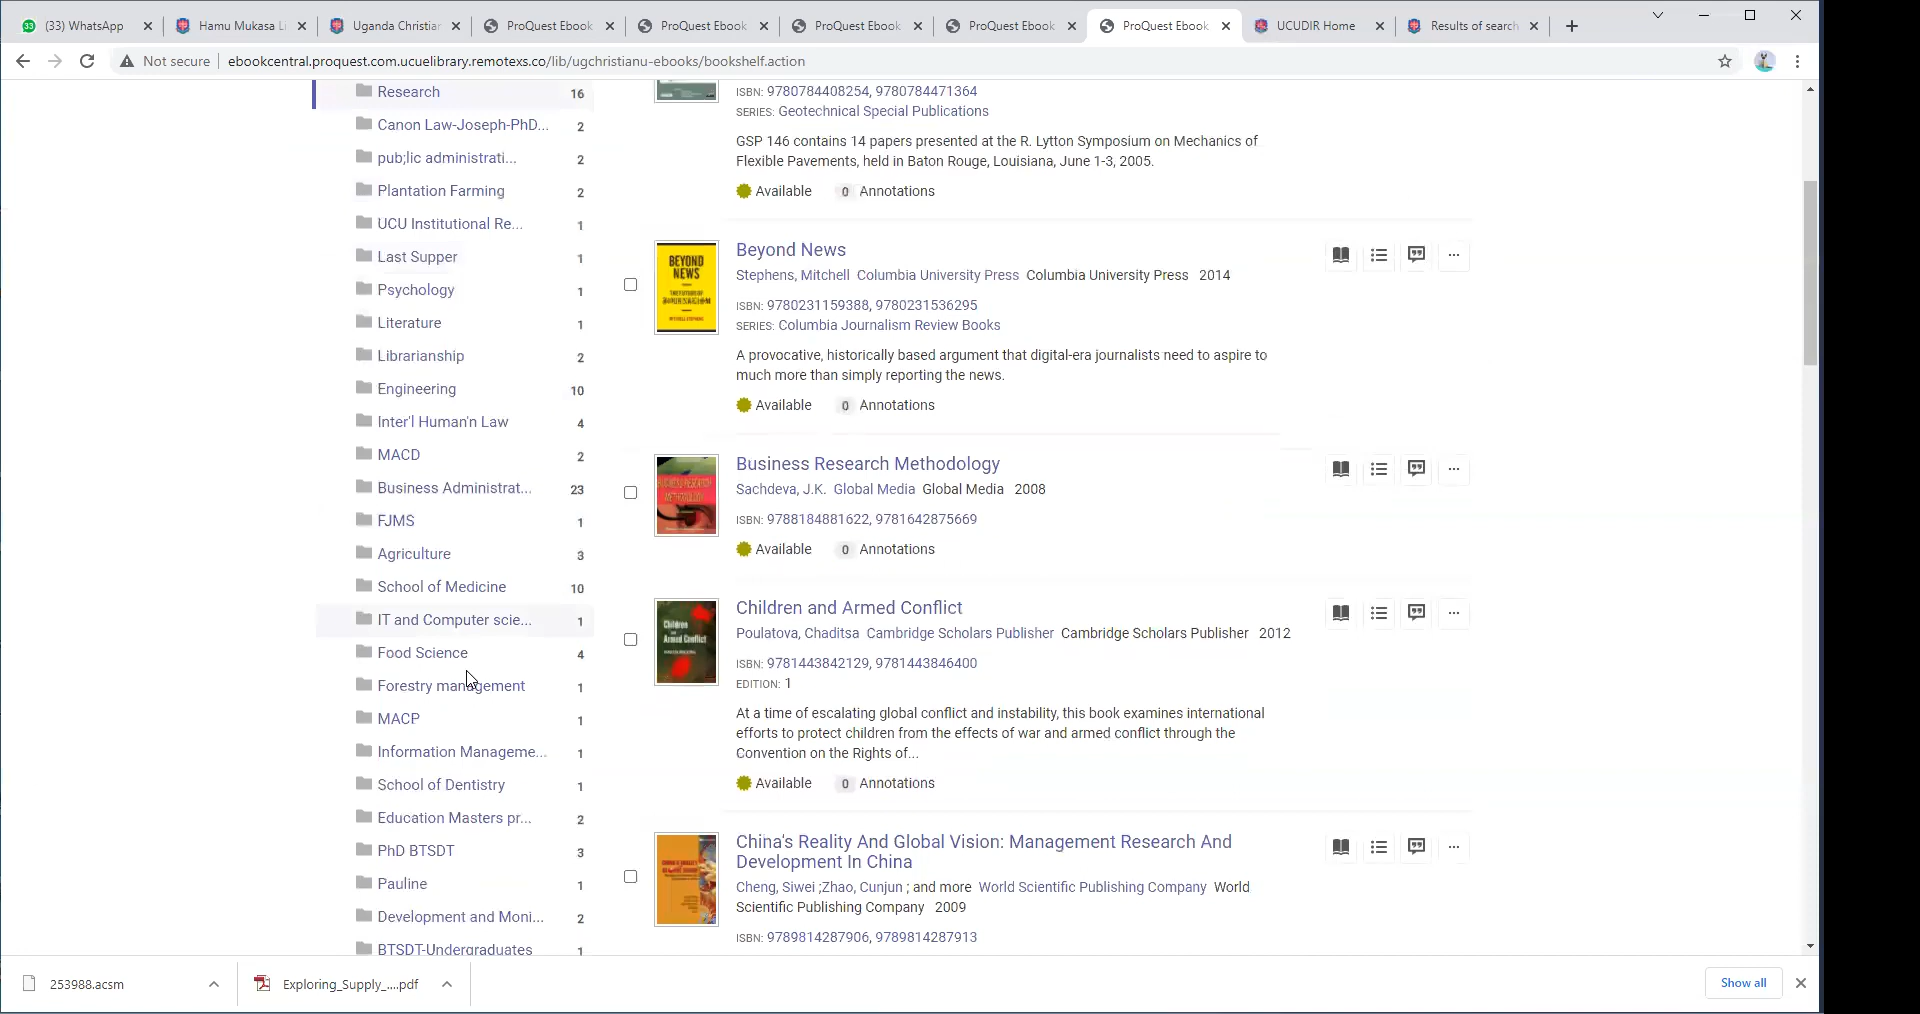 (33) WhatsApp
Hamu Mukasa Li
Uganda Christian
ProQuest Ebook
ProQuest Ebook
ProQuest Ebook
ProQuest Ebook
ProQuest Ebook
UCUDIR Home
Results of search
Not secure
ebookcentral.proquest.com.ucuelibrary.remotexs.co/lib/ugchristianu-ebooks/bookshelf.action
Research 16
Canon Law-Joseph-PhD... 2
pub;lic administrati... 2
Plantation Farming 2
UCU Institutional Re... 1
Last Supper 1
Psychology 1
Literature 1
Librarianship 2
Engineering 10
Inter'l Human'n Law 4
MACD 2
Business Administrat... 23
FJMS 1
Agriculture 3
School of Medicine 10
IT and Computer scie... 1
Food Science 4
Forestry management 1
MACP 1
Information Manageme... 1
School of Dentistry 1
Education Masters pr... 2
PhD BTSDT 3
Pauline 1
Development and Moni... 2
BTSDT-Undergraduates 1
ISBN: 9780784408254, 9780784471364
SERIES: Geotechnical Special Publications
GSP 146 contains 14 papers presented at the R. Lytton Symposium on Mechanics of
Flexible Pavements, held in Baton Rouge, Louisiana, June 1-3, 2005.
Available 0 Annotations
BEYOND
NEWS
Beyond News
Stephens, Mitchell Columbia University Press Columbia University Press 2014
ISBN: 9780231159388, 9780231536295
SERIES: Columbia Journalism Review Books
A provocative, historically based argument that digital-era journalists need to aspire to
much more than simply reporting the news.
Available 0 Annotations
Business Research Methodology
Sachdeva, J.K. Global Media Global Media 2008
ISBN: 9788184881622, 9781642875669
Available 0 Annotations
Children and
Armed Conflict
Children and Armed Conflict
Poulatova, Chaditsa Cambridge Scholars Publisher Cambridge Scholars Publisher 2012
ISBN: 9781443842129, 9781443846400
EDITION: 1
At a time of escalating global conflict and instability, this book examines international
efforts to protect children from the effects of war and armed conflict through the
Convention on the Rights of...
Available 0 Annotations
China's Reality And Global Vision: Management Research And
Development In China
Cheng, Siwei ;Zhao, Cunjun ; and more World Scientific Publishing Company World
Scientific Publishing Company 2009
ISBN: 9789814287906, 9789814287913
253988.acsm
Exploring_Supply_....pdf
Show all